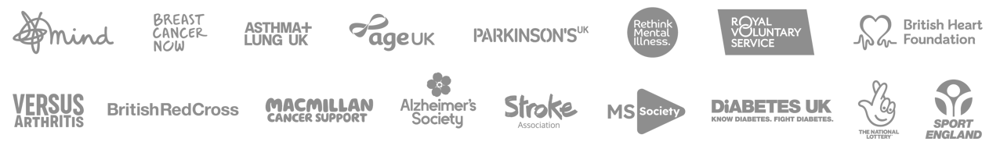 mind
BREAST
CANCER
NOW
ASTHMA+
LUNG UK
age UK
PARKINSON'S UK
Rethink
Mental
Illness.
ROYAL
VOLUNTARY
SERVICE
British Heart
Foundation
VERSUS
ARTHRITIS
BritishRedCross
MACMILLAN
CANCER SUPPORT
Alzheimer's
Society
Stroke
Association
MS Society
DiABETES UK
KNOW DIABETES. FIGHT DIABETES.
THE NATIONAL
LOTTERY
SPORT
ENGLAND